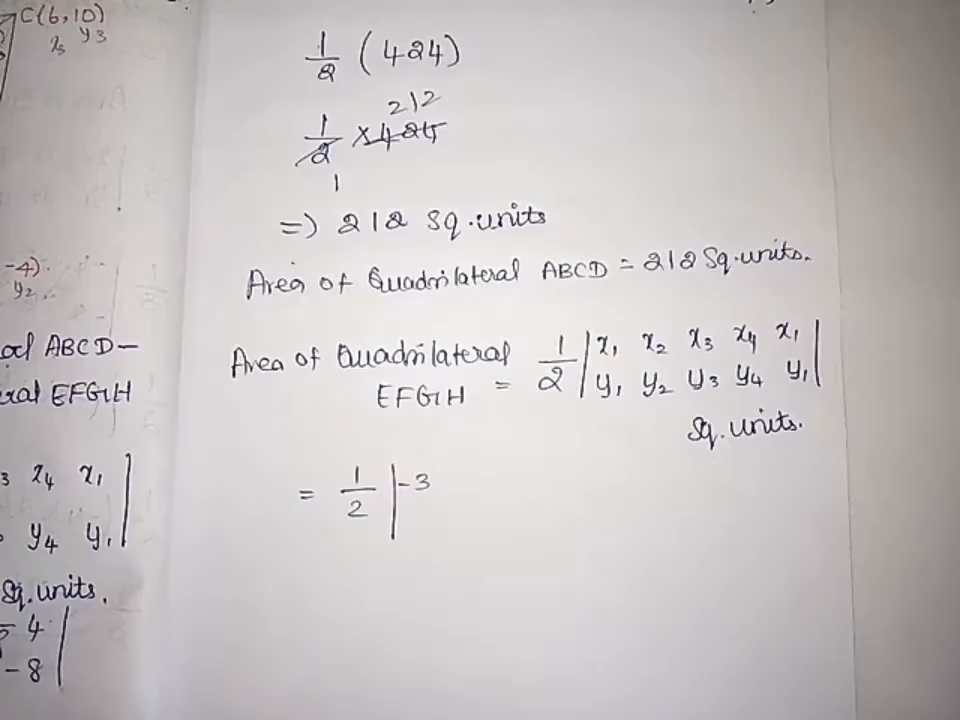 C(6,10)
x3 y3
-4)
y2
ABCD-
EFGH
3 x4 x1
y4 y1
Sq.units.
4
-8
1/2 (424)
212
1/2 ×424
1
=) 212 Sq.units
Area of Quadrilateral ABCD = 212 Sq.units.
Area of Quadrilateral 1/2 | x1 x2 x3 x4 x1 |
EFGH = | y1 y2 y3 y4 y1 |
Sq.units.
= 1/2 | -3